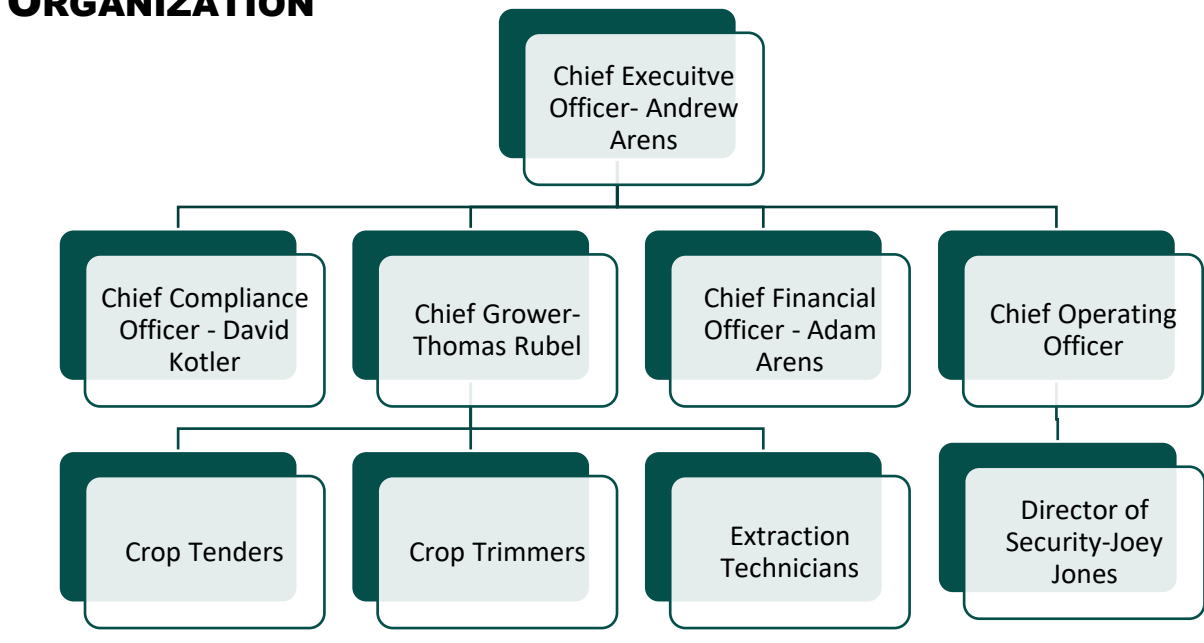 ORGANIZATION
Chief Execuitve
Officer- Andrew
Arens
Chief Compliance
Officer - David
Kotler
Chief Grower-
Thomas Rubel
Chief Financial
Officer - Adam
Arens
Chief Operating
Officer
Crop Tenders
Crop Trimmers
Extraction
Technicians
Director of
Security-Joey
Jones